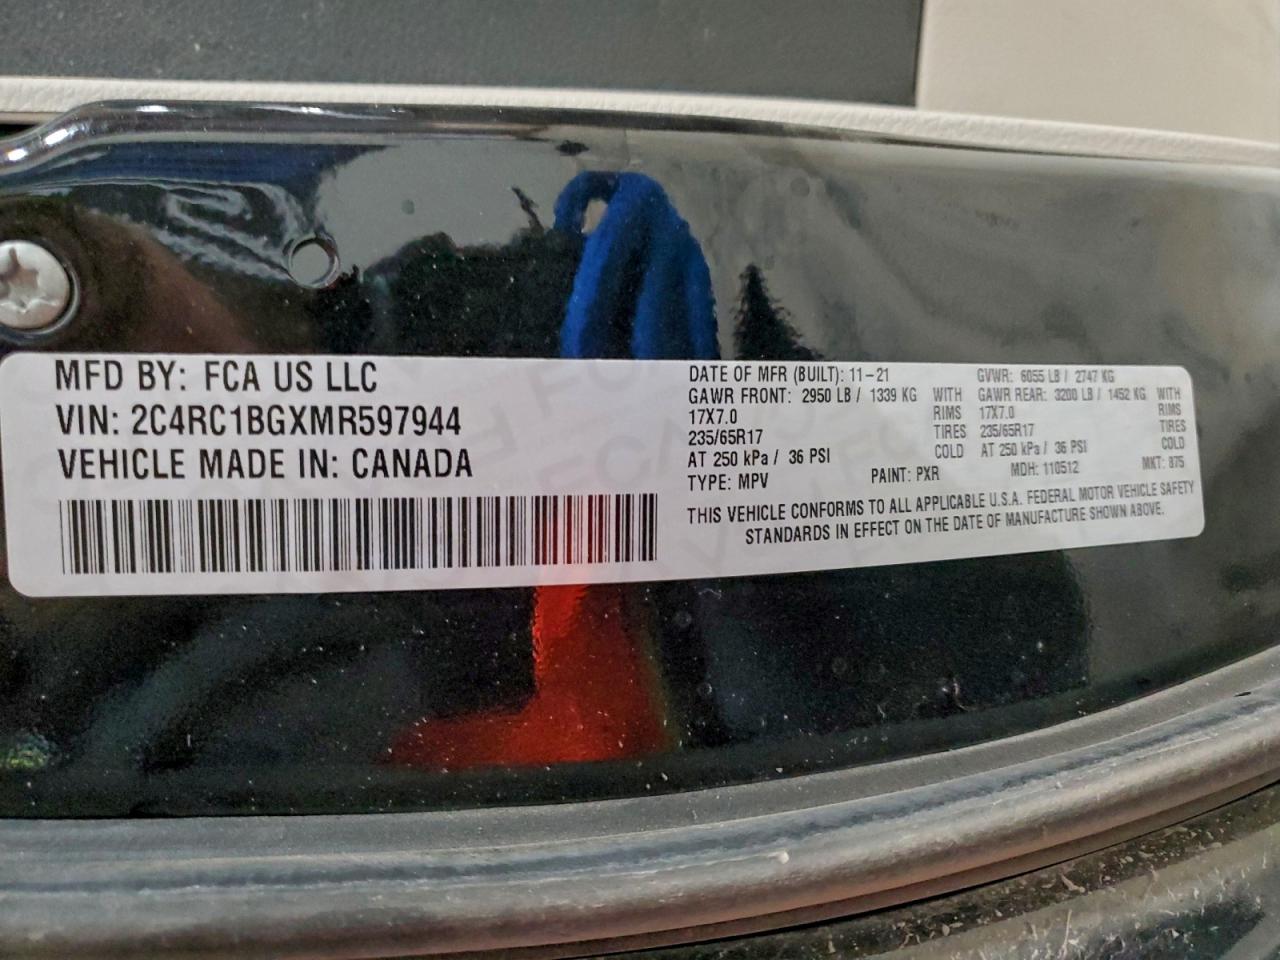 MFD BY: FCA US LLC
VIN: 2C4RC1BGXMR597944
VEHICLE MADE IN: CANADA
DATE OF MFR (BUILT): 11-21 GVWR: 6055 LB / 2747 KG
GAWR FRONT: 2950 LB / 1339 KG WITH GAWR REAR: 3200 LB / 1452 KG WITH
17X7.0 RIMS 17X7.0 RIMS
235/65R17 TIRES 235/65R17 TIRES
AT 250 kPa / 36 PSI COLD AT 250 kPa / 36 PSI COLD
TYPE: MPV PAINT: PXR MDH: 110512 MKT: 875
THIS VEHICLE CONFORMS TO ALL APPLICABLE U.S.A. FEDERAL MOTOR VEHICLE SAFETY
STANDARDS IN EFFECT ON THE DATE OF MANUFACTURE SHOWN ABOVE.